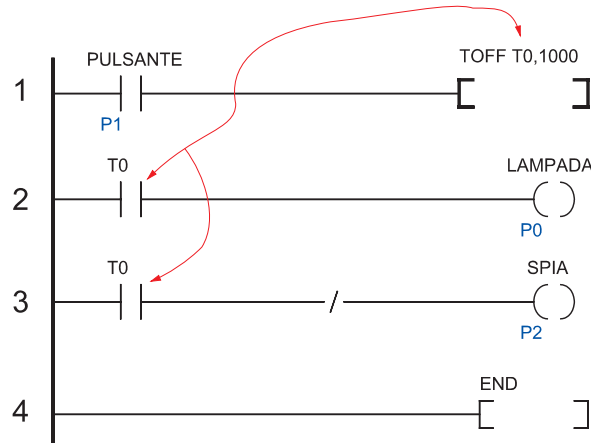 PULSANTE
TOFF T0,1000
1
P1
T0
LAMPADA
2
P0
T0
SPIA
3
P2
END
4